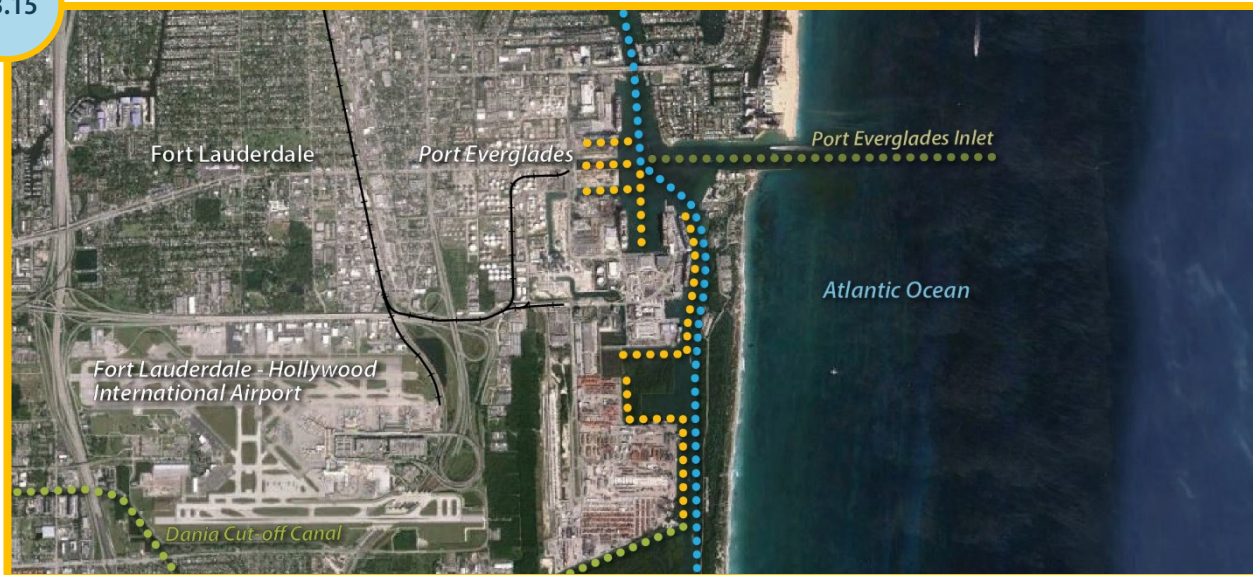 3.15
Fort Lauderdale
Port Everglades
Port Everglades Inlet
Atlantic Ocean
Fort Lauderdale - Hollywood
International Airport
Dania Cut-off Canal